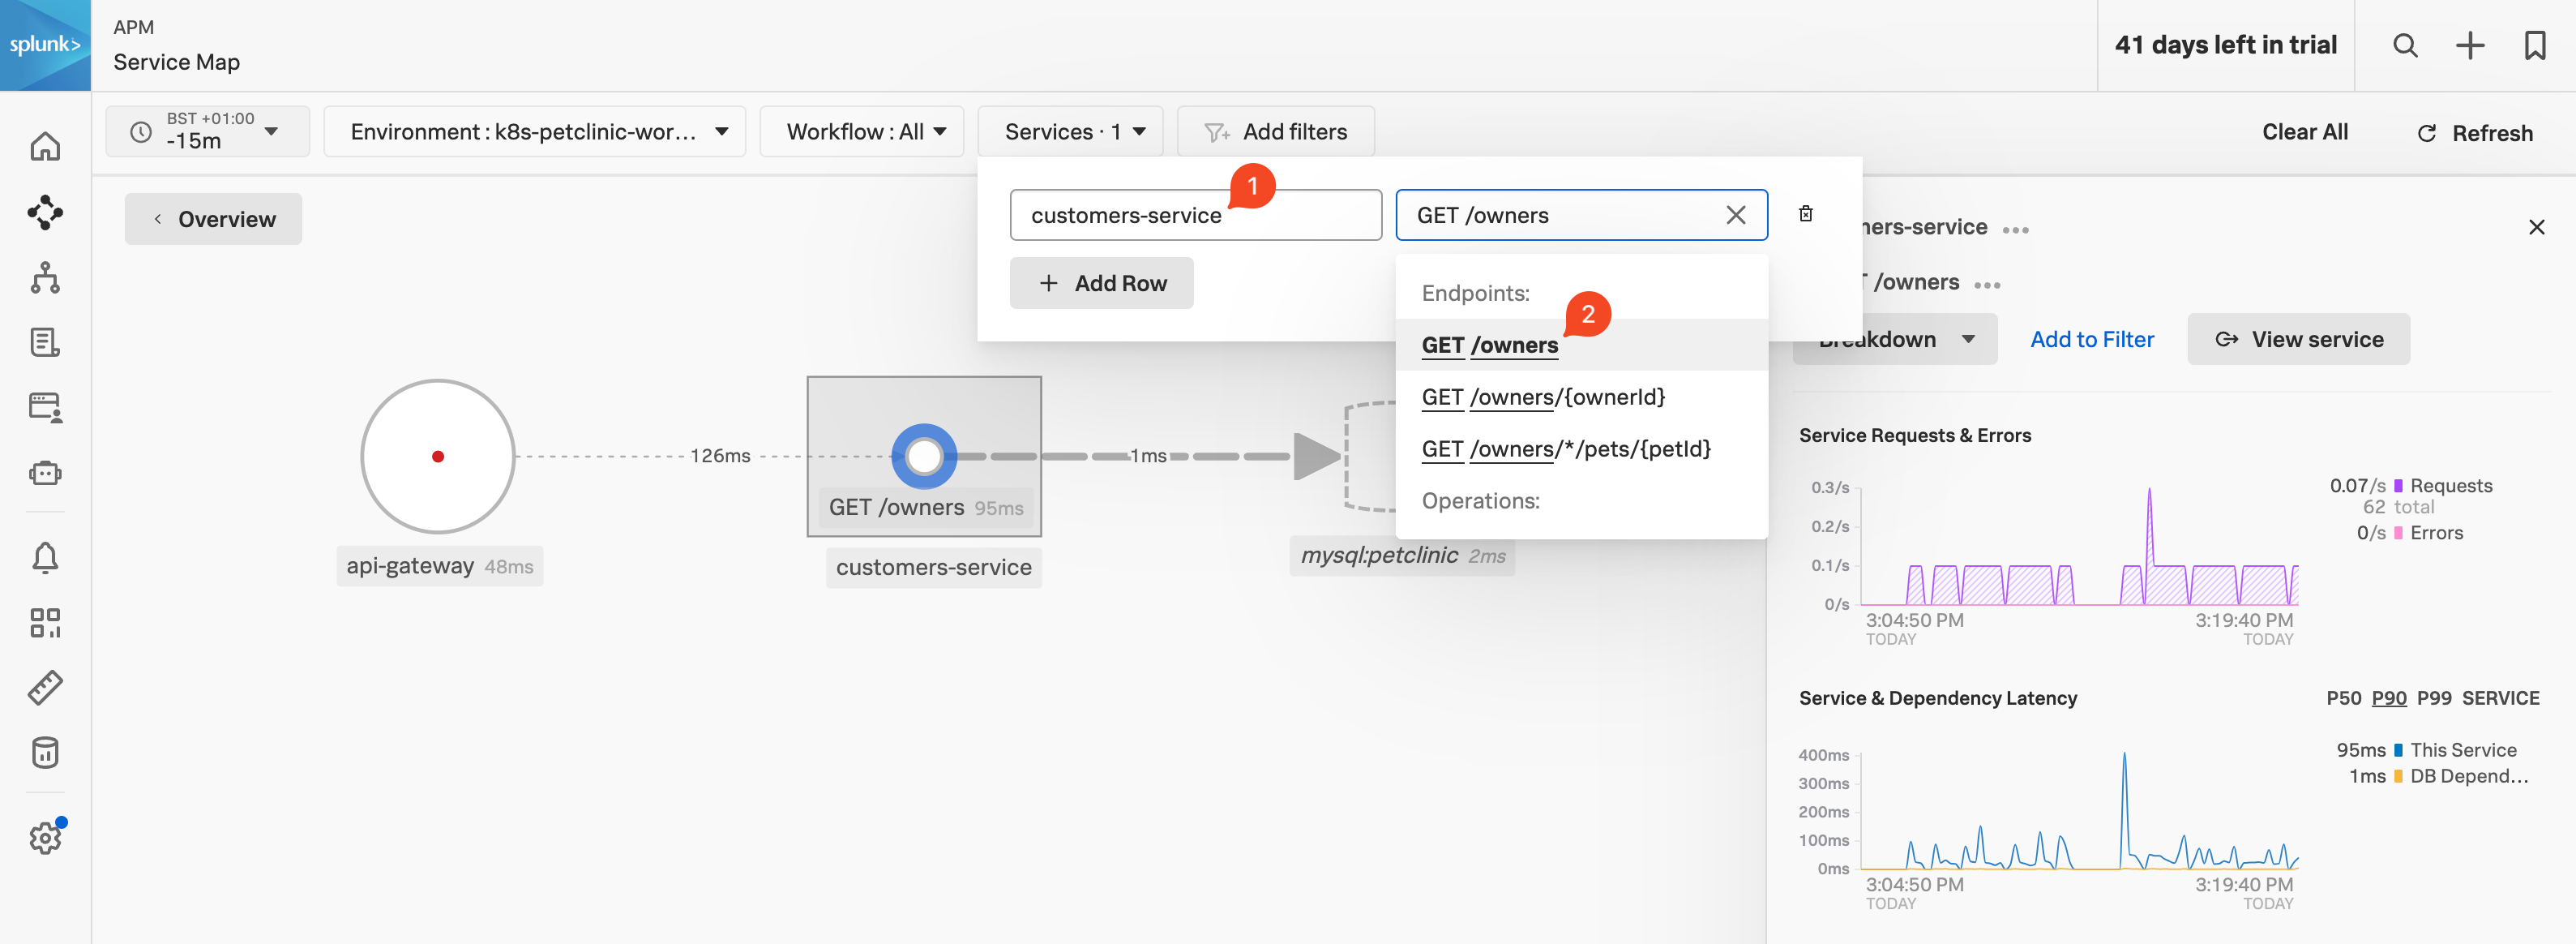 splunk>
APM
Service Map
41 days left in trial
BST +01:00
-15m
Environment : k8s-petclinic-wor...
Workflow : All
Services · 1
Add filters
Clear All
Refresh
Overview
1
customers-service
GET /owners
Add Row
Endpoints:
2
GET /owners
GET /owners/{ownerId}
GET /owners/*/pets/{petId}
Operations:
126ms
1ms
GET /owners 95ms
api-gateway 48ms
customers-service
mysql:petclinic 2ms
ners-service
/owners
Breakdown
Add to Filter
View service
Service Requests & Errors
0.3/s
0.2/s
0.1/s
0/s
3:04:50 PM
TODAY
3:19:40 PM
TODAY
0.07/s Requests
62 total
0/s Errors
Service & Dependency Latency
P50 P90 P99 SERVICE
400ms
300ms
200ms
100ms
0ms
3:04:50 PM
TODAY
3:19:40 PM
TODAY
95ms This Service
1ms DB Depend...